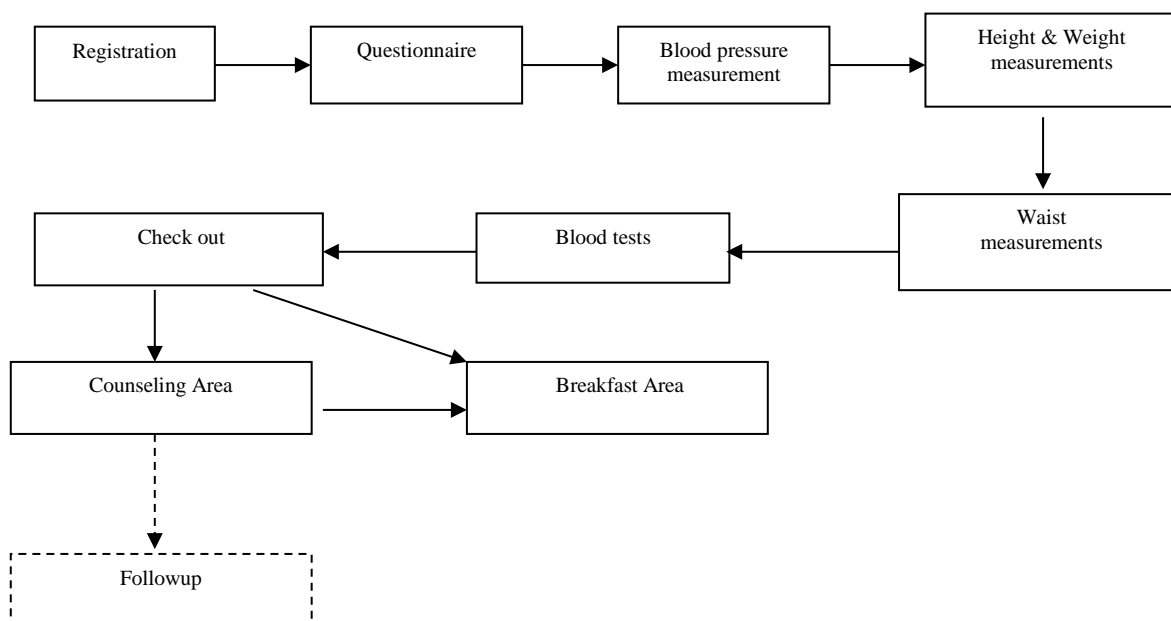 Registration
Questionnaire
Blood pressure
measurement
Height & Weight
measurements
Check out
Blood tests
Waist
measurements
Counseling Area
Breakfast Area
Followup